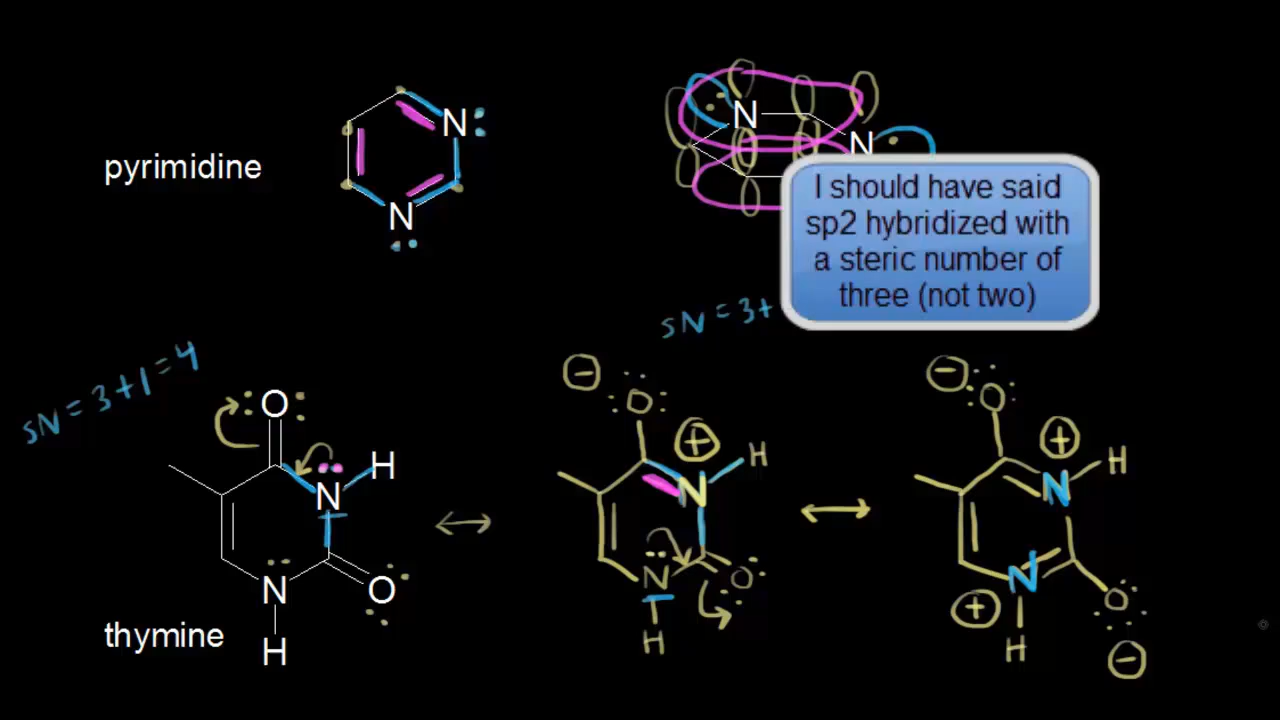 N
N
N
N
pyrimidine
I should have said
sp2 hybridized with
a steric number of
three (not two)
SN = 3+
SN = 3+1=4
O
H
N
N
O
H
thymine
−
O
+
H
N
N
O
H
−
O
+
H
N
N
+
O
H
−